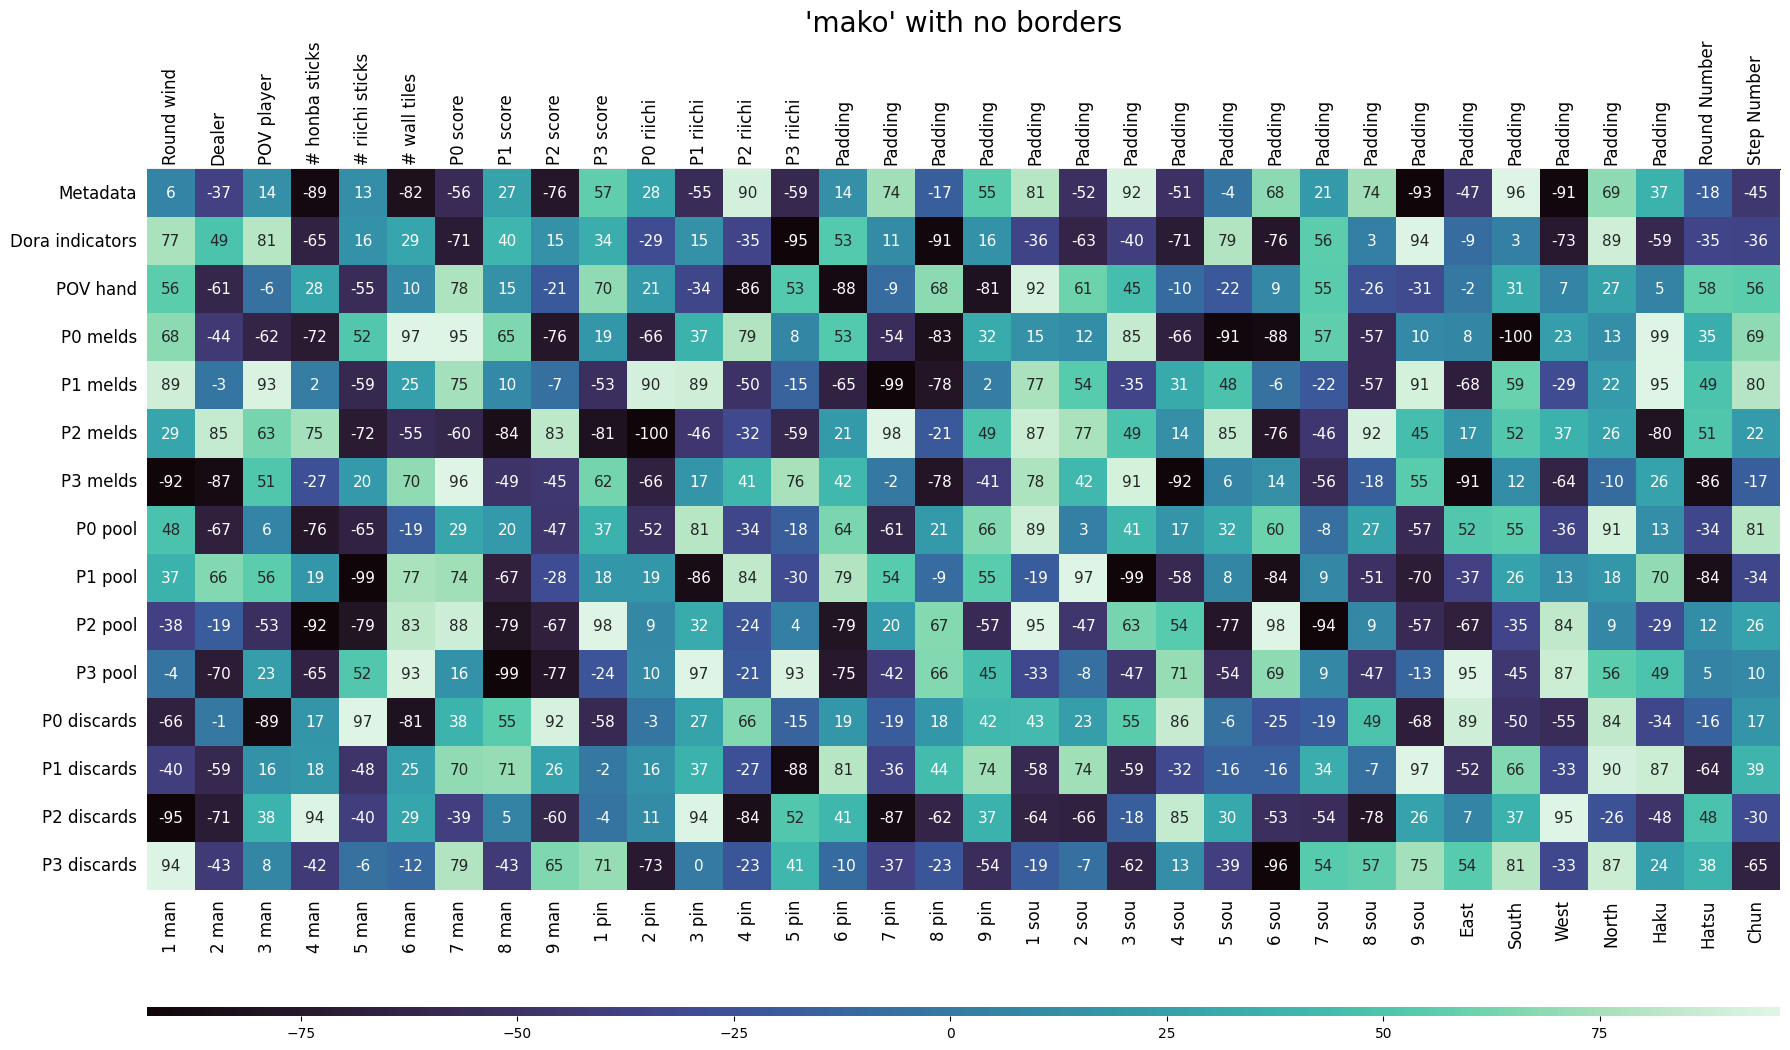 'mako' with no borders
Round wind Dealer POV player # honba sticks # riichi sticks # wall tiles P0 score P1 score P2 score P3 score P0 riichi P1 riichi P2 riichi P3 riichi Padding Padding Padding Padding Padding Padding Padding Padding Padding Padding Padding Padding Padding Padding Padding Padding Padding Padding Round Number Step Number
Metadata 6 -37 14 -89 13 -82 -56 27 -76 57 28 -55 90 -59 14 74 -17 55 81 -52 92 -51 -4 68 21 74 -93 -47 96 -91 69 37 -18 -45
Dora indicators 77 49 81 -65 16 29 -71 40 15 34 -29 15 -35 -95 53 11 -91 16 -36 -63 -40 -71 79 -76 56 3 94 -9 3 -73 89 -59 -35 -36
POV hand 56 -61 -6 28 -55 10 78 15 -21 70 21 -34 -86 53 -88 -9 68 -81 92 61 45 -10 -22 9 55 -26 -31 -2 31 7 27 5 58 56
P0 melds 68 -44 -62 -72 52 97 95 65 -76 19 -66 37 79 8 53 -54 -83 32 15 12 85 -66 -91 -88 57 -57 10 8 -100 23 13 99 35 69
P1 melds 89 -3 93 2 -59 25 75 10 -7 -53 90 89 -50 -15 -65 -99 -78 2 77 54 -35 31 48 -6 -22 -57 91 -68 59 -29 22 95 49 80
P2 melds 29 85 63 75 -72 -55 -60 -84 83 -81 -100 -46 -32 -59 21 98 -21 49 87 77 49 14 85 -76 -46 92 45 17 52 37 26 -80 51 22
P3 melds -92 -87 51 -27 20 70 96 -49 -45 62 -66 17 41 76 42 -2 -78 -41 78 42 91 -92 6 14 -56 -18 55 -91 12 -64 -10 26 -86 -17
P0 pool 48 -67 6 -76 -65 -19 29 20 -47 37 -52 81 -34 -18 64 -61 21 66 89 3 41 17 32 60 -8 27 -57 52 55 -36 91 13 -34 81
P1 pool 37 66 56 19 -99 77 74 -67 -28 18 19 -86 84 -30 79 54 -9 55 -19 97 -99 -58 8 -84 9 -51 -70 -37 26 13 18 70 -84 -34
P2 pool -38 -19 -53 -92 -79 83 88 -79 -67 98 9 32 -24 4 -79 20 67 -57 95 -47 63 54 -77 98 -94 9 -57 -67 -35 84 9 -29 12 26
P3 pool -4 -70 23 -65 52 93 16 -99 -77 -24 10 97 -21 93 -75 -42 66 45 -33 -8 -47 71 -54 69 9 -47 -13 95 -45 87 56 49 5 10
P0 discards -66 -1 -89 17 97 -81 38 55 92 -58 -3 27 66 -15 19 -19 18 42 43 23 55 86 -6 -25 -19 49 -68 89 -50 -55 84 -34 -16 17
P1 discards -40 -59 16 18 -48 25 70 71 26 -2 16 37 -27 -88 81 -36 44 74 -58 74 -59 -32 -16 -16 34 -7 97 -52 66 -33 90 87 -64 39
P2 discards -95 -71 38 94 -40 29 -39 5 -60 -4 11 94 -84 52 41 -87 -62 37 -64 -66 -18 85 30 -53 -54 -78 26 7 37 95 -26 -48 48 -30
P3 discards 94 -43 8 -42 -6 -12 79 -43 65 71 -73 0 -23 41 -10 -37 -23 -54 -19 -7 -62 13 -39 -96 54 57 75 54 81 -33 87 24 38 -65
1 man 2 man 3 man 4 man 5 man 6 man 7 man 8 man 9 man 1 pin 2 pin 3 pin 4 pin 5 pin 6 pin 7 pin 8 pin 9 pin 1 sou 2 sou 3 sou 4 sou 5 sou 6 sou 7 sou 8 sou 9 sou East South West North Haku Hatsu Chun
−75 −50 −25 0 25 50 75